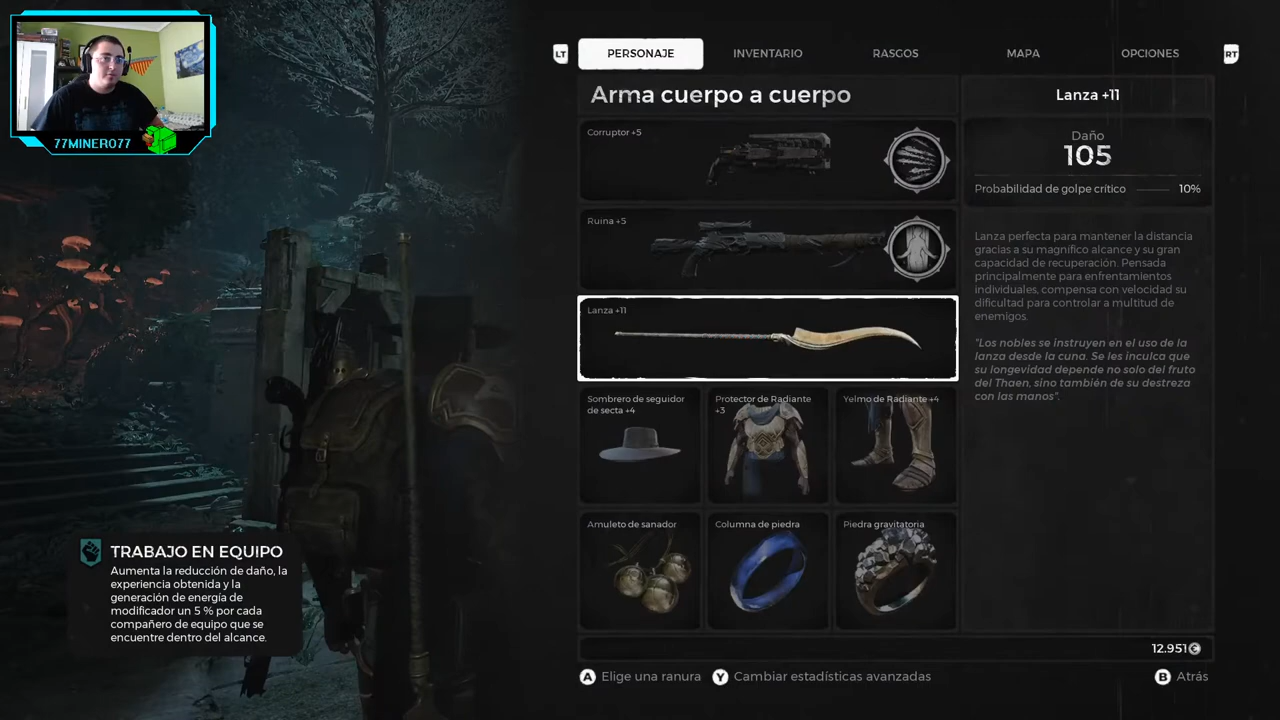 77MINERO77
LT
PERSONAJE
INVENTARIO
RASGOS
MAPA
OPCIONES
RT
Arma cuerpo a cuerpo
Corruptor +5
Ruina +5
Lanza +11
Sombrero de seguidor
de secta +4
Protector de Radiante
+3
Yelmo de Radiante +4
Amuleto de sanador
Columna de piedra
Piedra gravitatoria
Lanza +11
Daño
105
Probabilidad de golpe crítico
10%
Lanza perfecta para mantener la distancia
gracias a su magnífico alcance y su gran
capacidad de recuperación. Pensada
principalmente para enfrentamientos
individuales, compensa con velocidad su
dificultad para controlar a multitud de
enemigos.
"Los nobles se instruyen en el uso de la
lanza desde la cuna. Se les inculca que
su longevidad depende no solo del fruto
del Thaen, sino también de su destreza
con las manos".
TRABAJO EN EQUIPO
Aumenta la reducción de daño, la
experiencia obtenida y la
generación de energía de
modificador un 5 % por cada
compañero de equipo que se
encuentre dentro del alcance.
12.951
A Elige una ranura
Y Cambiar estadísticas avanzadas
B Atrás